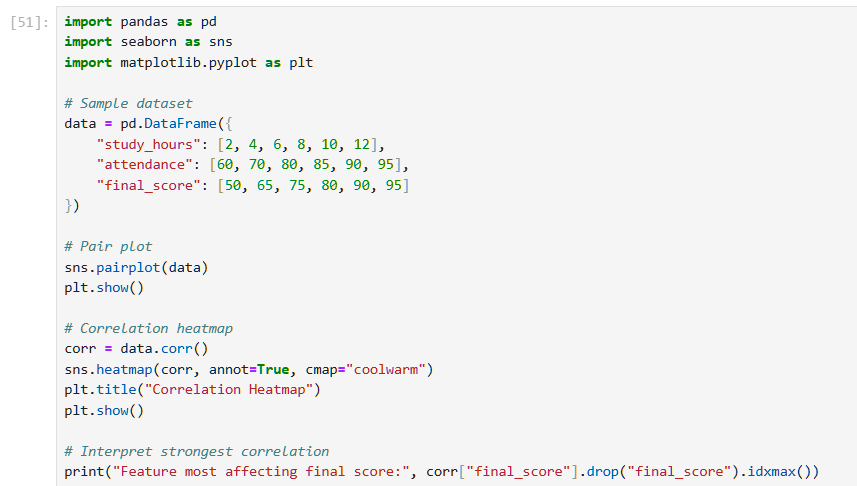 [51]: import pandas as pd
import seaborn as sns
import matplotlib.pyplot as plt

# Sample dataset
data = pd.DataFrame({
    "study_hours": [2, 4, 6, 8, 10, 12],
    "attendance": [60, 70, 80, 85, 90, 95],
    "final_score": [50, 65, 75, 80, 90, 95]
})

# Pair plot
sns.pairplot(data)
plt.show()

# Correlation heatmap
corr = data.corr()
sns.heatmap(corr, annot=True, cmap="coolwarm")
plt.title("Correlation Heatmap")
plt.show()

# Interpret strongest correlation
print("Feature most affecting final score:", corr["final_score"].drop("final_score").idxmax())